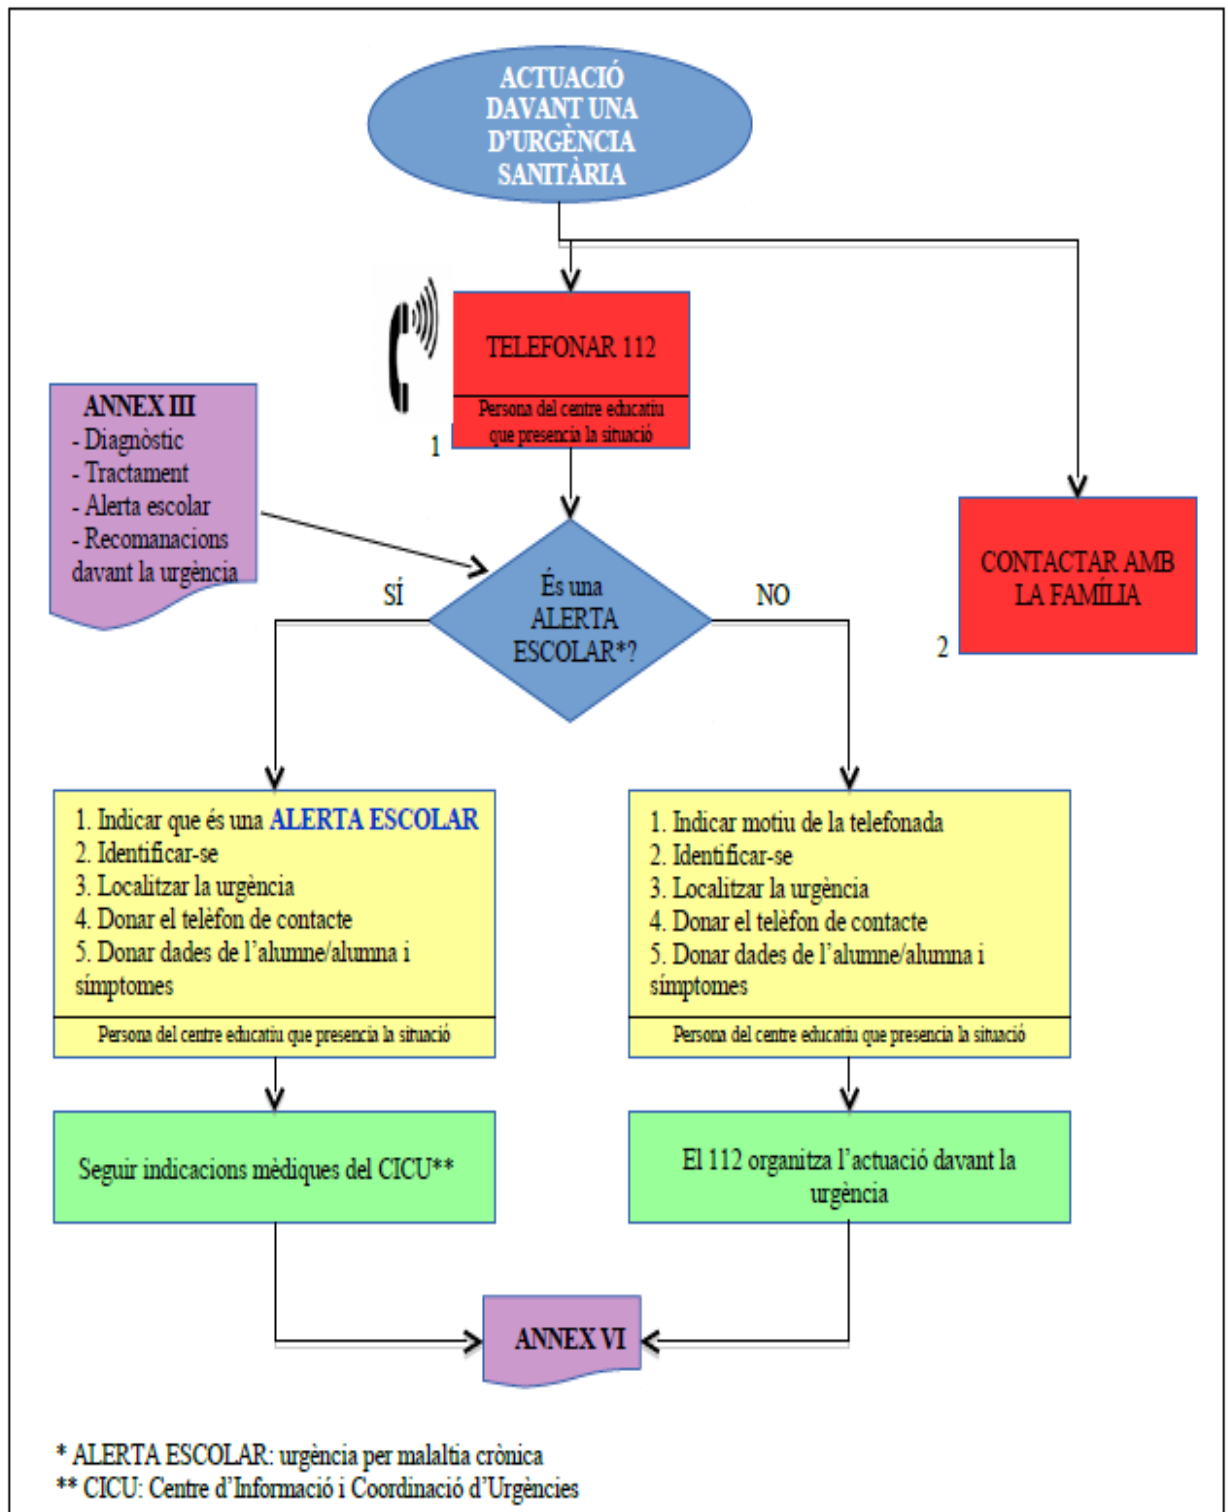 ACTUACIÓ
DAVANT UNA
D'URGÈNCIA
SANITÀRIA
TELEFONAR 112
Persona del centre educatiu
que presencia la situació
1
ANNEX III
- Diagnòstic
- Tractament
- Alerta escolar
- Recomanacions
davant la urgència
CONTACTAR AMB
LA FAMÍLIA
2
És una
ALERTA
ESCOLAR*?
SÍ
NO
1. Indicar que és una ALERTA ESCOLAR
2. Identificar-se
3. Localitzar la urgència
4. Donar el telèfon de contacte
5. Donar dades de l'alumne/alumna i
símptomes
Persona del centre educatiu que presencia la situació
1. Indicar motiu de la telefonada
2. Identificar-se
3. Localitzar la urgència
4. Donar el telèfon de contacte
5. Donar dades de l'alumne/alumna i
símptomes
Persona del centre educatiu que presencia la situació
Seguir indicacions mèdiques del CICU**
El 112 organitza l'actuació davant la
urgència
ANNEX VI
* ALERTA ESCOLAR: urgència per malaltia crònica
** CICU: Centre d'Informació i Coordinació d'Urgències